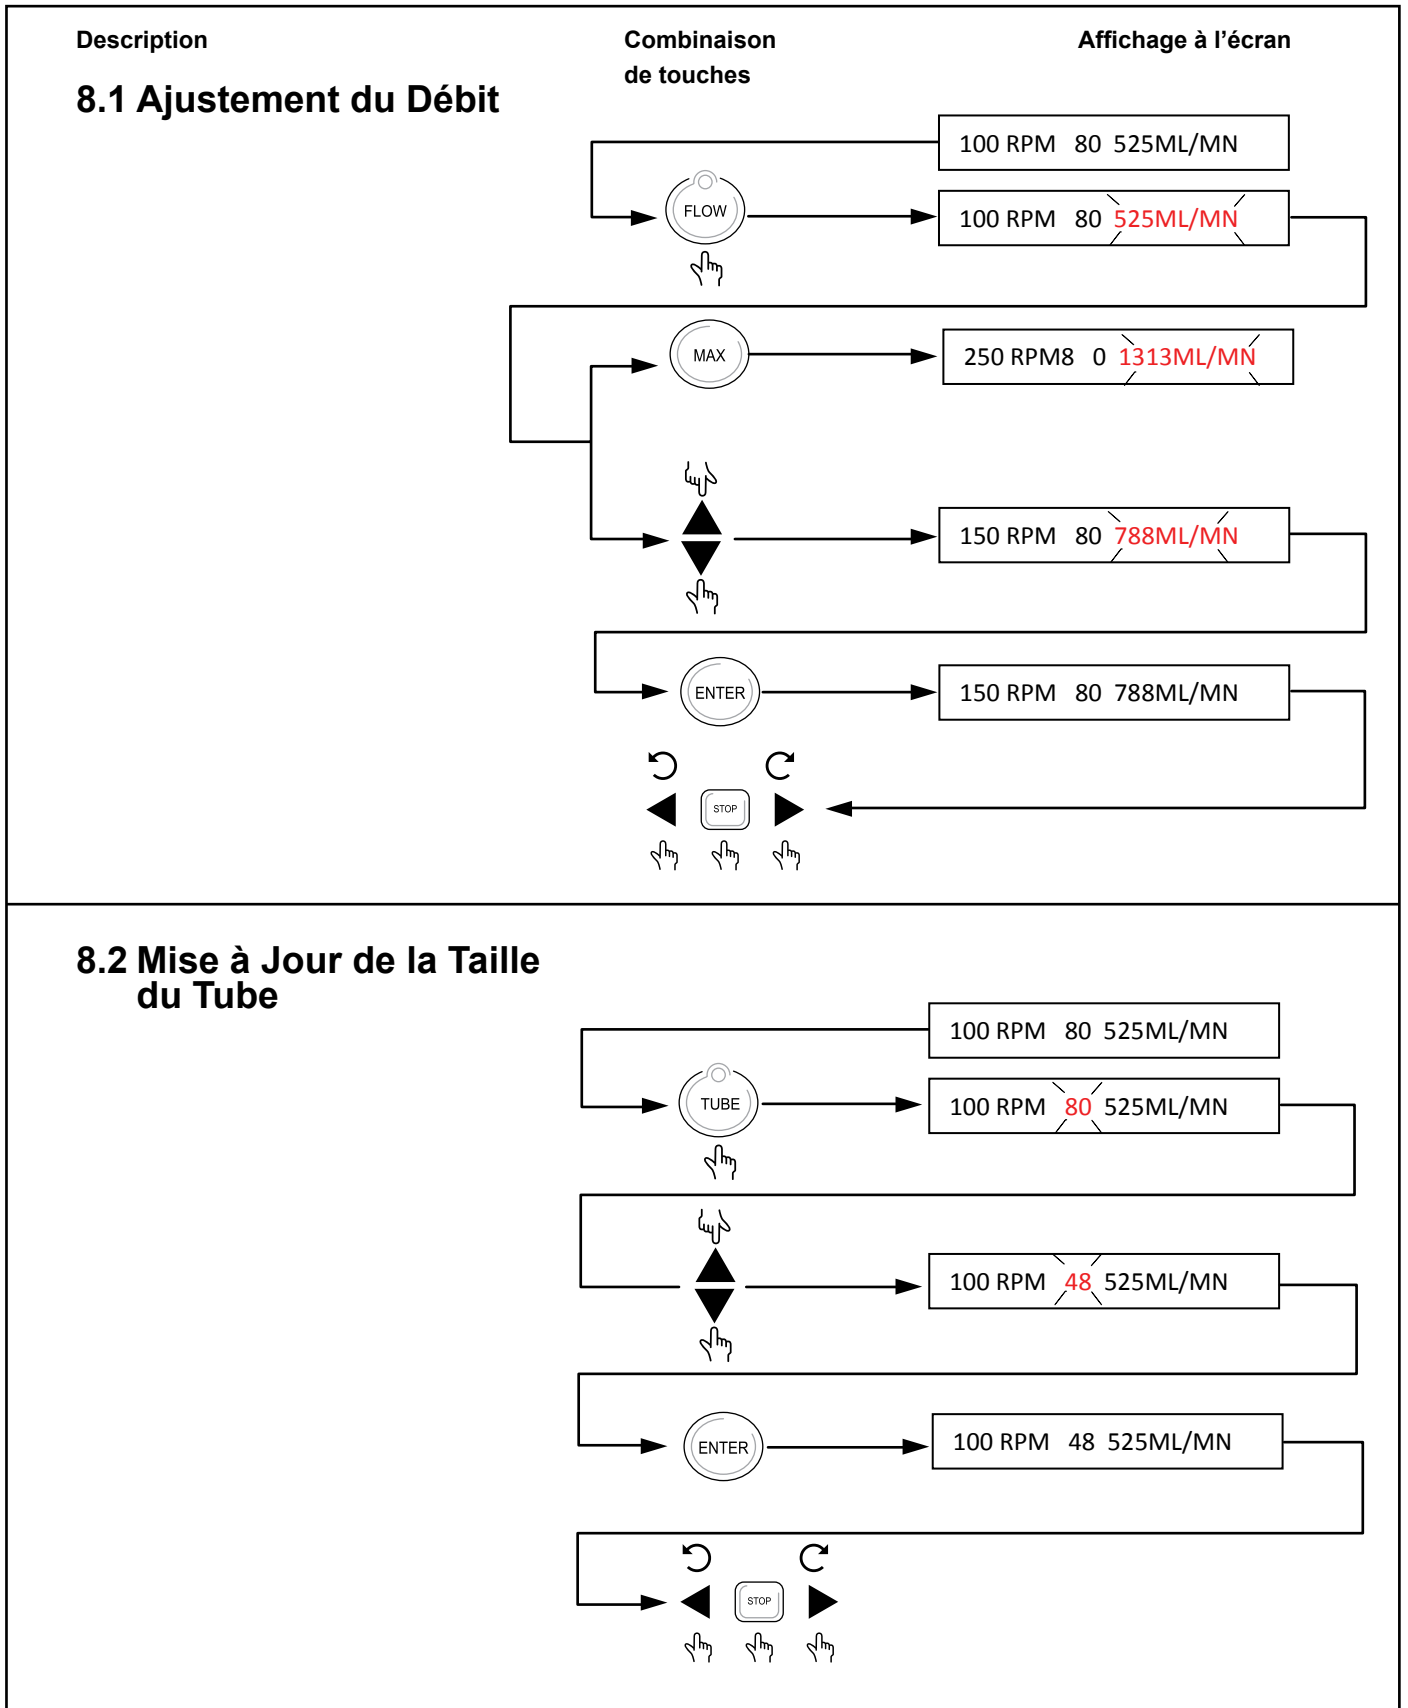 Description
Combinaison
de touches
Affichage à l’écran
8.1 Ajustement du Débit
100 RPM 80 525ML/MN
FLOW
100 RPM 80 525ML/MN
MAX
250 RPM8 0 1313ML/MN
150 RPM 80 788ML/MN
ENTER
150 RPM 80 788ML/MN
STOP
8.2 Mise à Jour de la Taille
du Tube
100 RPM 80 525ML/MN
TUBE
100 RPM 80 525ML/MN
100 RPM 48 525ML/MN
ENTER
100 RPM 48 525ML/MN
STOP